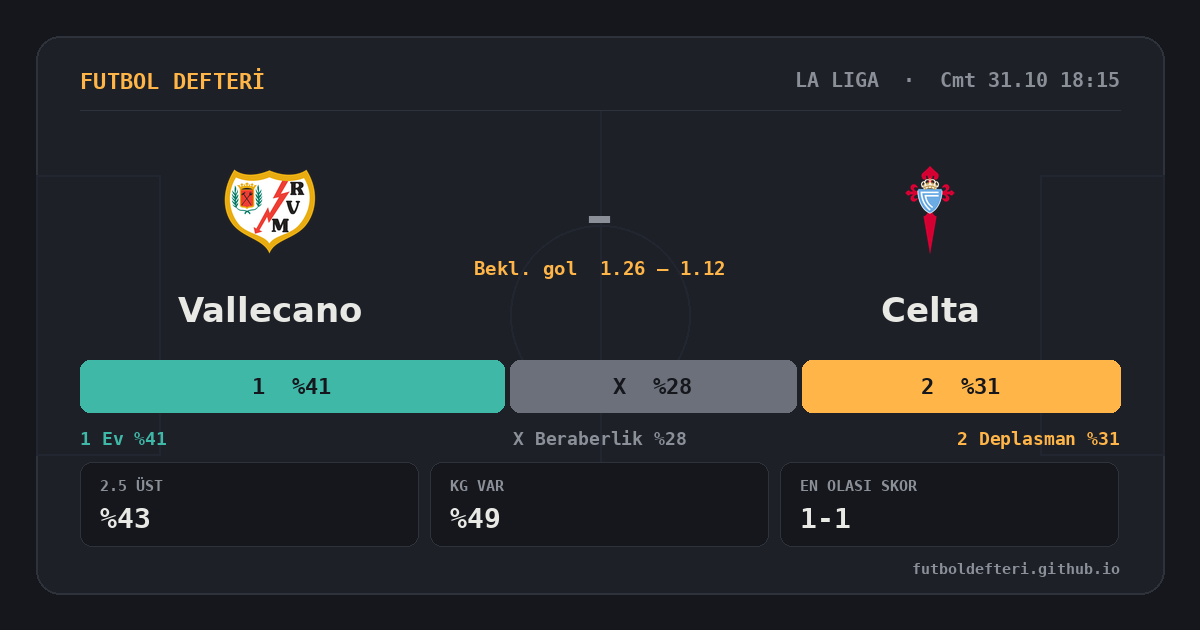 FUTBOL DEFTERİ
LA LIGA · Cmt 31.10 18:15
R
V
M
–
Bekl. gol 1.26 — 1.12
Vallecano
Celta
1 %41
X %28
2 %31
1 Ev %41
X Beraberlik %28
2 Deplasman %31
2.5 ÜST
%43
KG VAR
%49
EN OLASI SKOR
1-1
futboldefteri.github.io